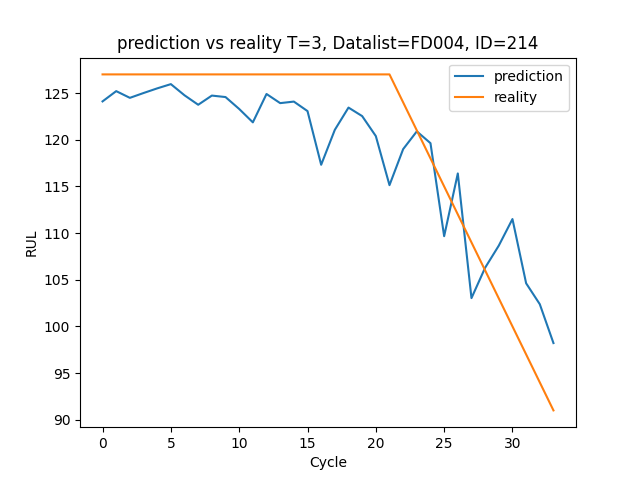 prediction vs reality T=3, Datalist=FD004, ID=214
prediction
reality
RUL
125
120
115
110
105
100
95
90
0 5 10 15 20 25 30
Cycle